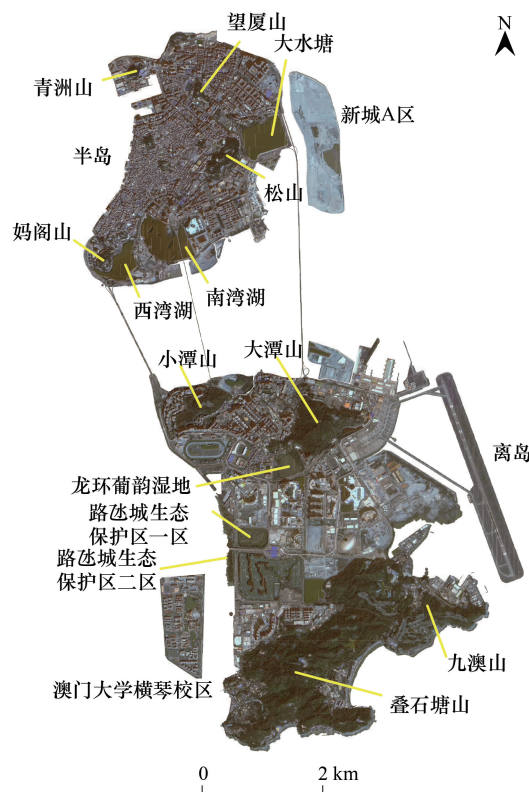 望厦山
N
大水塘
青洲山
新城A区
半岛
松山
妈阁山
西湾湖
南湾湖
小潭山
大潭山
离岛
龙环葡韵湿地
路氹城生态
保护区一区
路氹城生态
保护区二区
九澳山
澳门大学横琴校区
叠石塘山
0 2 km